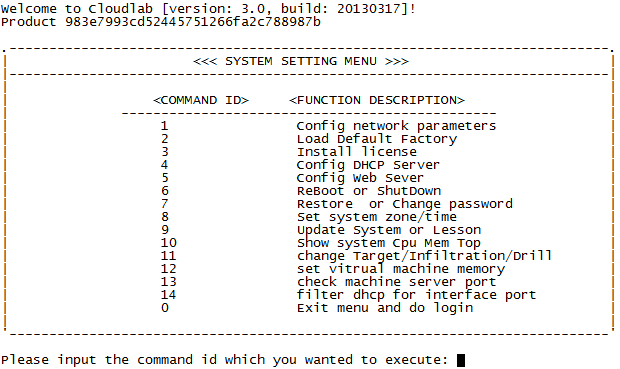 Welcome to Cloudlab [version: 3.0, build: 20130317]!
Product 983e7993cd52445751266fa2c788987b
<<< SYSTEM SETTING MENU >>>
<COMMAND ID> <FUNCTION DESCRIPTION>
1 Config network parameters
2 Load Default Factory
3 Install license
4 Config DHCP Server
5 Config Web Sever
6 ReBoot or ShutDown
7 Restore  or Change password
8 Set system zone/time
9 Update System or Lesson
10 Show system Cpu Mem Top
11 change Target/Infiltration/Drill
12 set vitrual machine memory
13 check machine server port
14 filter dhcp for interface port
0 Exit menu and do login
Please input the command id which you wanted to execute: